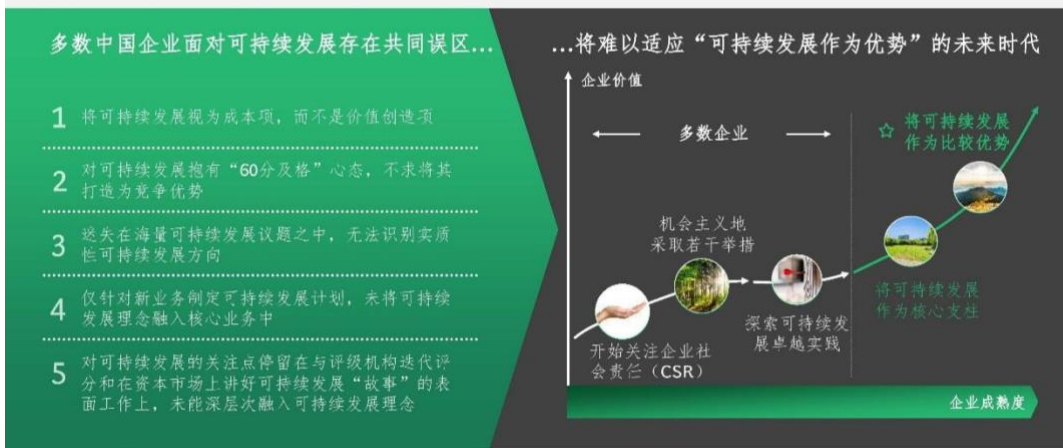 多数中国企业面对可持续发展存在共同误区...
1 将可持续发展视为成本项，而不是价值创造项
2 对可持续发展抱有“60分及格”心态，不求将其
打造为竞争优势
3 迷失在海量可持续发展议题之中，无法识别实质
性可持续发展方向
4 仅针对新业务制定可持续发展计划，未将可持续
发展理念融入核心业务中
5 对可持续发展的关注点停留在与评级机构迭代评
分和在资本市场上讲好可持续发展“故事”的表
面工作上，未能深层次融入可持续发展理念
...将难以适应“可持续发展作为优势”的未来时代
企业价值
多数企业
将可持续发展
作为比较优势
机会主义地
采取若干举措
将可持续发展
作为核心支柱
探索可持续发
展卓越实践
开始关注企业社
会责任（CSR）
企业成熟度